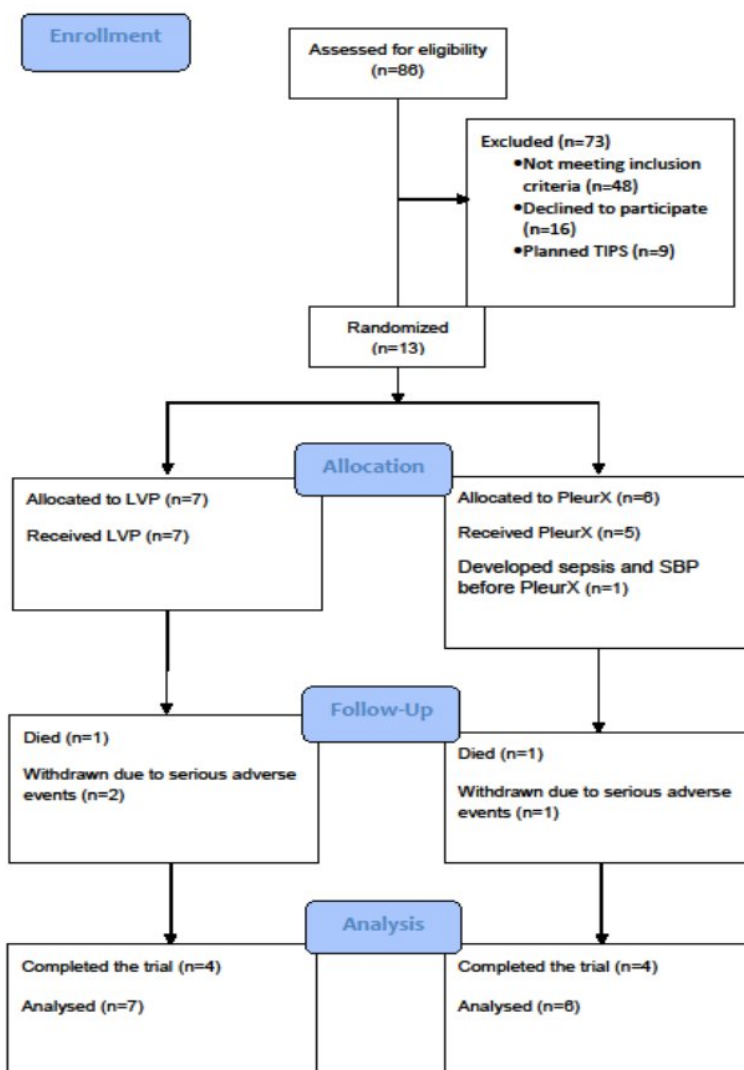 Enrollment
Assessed for eligibility
(n=86)
Excluded (n=73)
•Not meeting inclusion
criteria (n=48)
•Declined to participate
(n=16)
•Planned TIPS (n=9)
Randomized
(n=13)
Allocation
Allocated to LVP (n=7)
Received LVP (n=7)
Allocated to PleurX (n=6)
Received PleurX (n=5)
Developed sepsis and SBP
before PleurX (n=1)
Follow-Up
Died (n=1)
Withdrawn due to serious adverse
events (n=2)
Died (n=1)
Withdrawn due to serious adverse
events (n=1)
Analysis
Completed the trial (n=4)
Analysed (n=7)
Completed the trial (n=4)
Analysed (n=6)